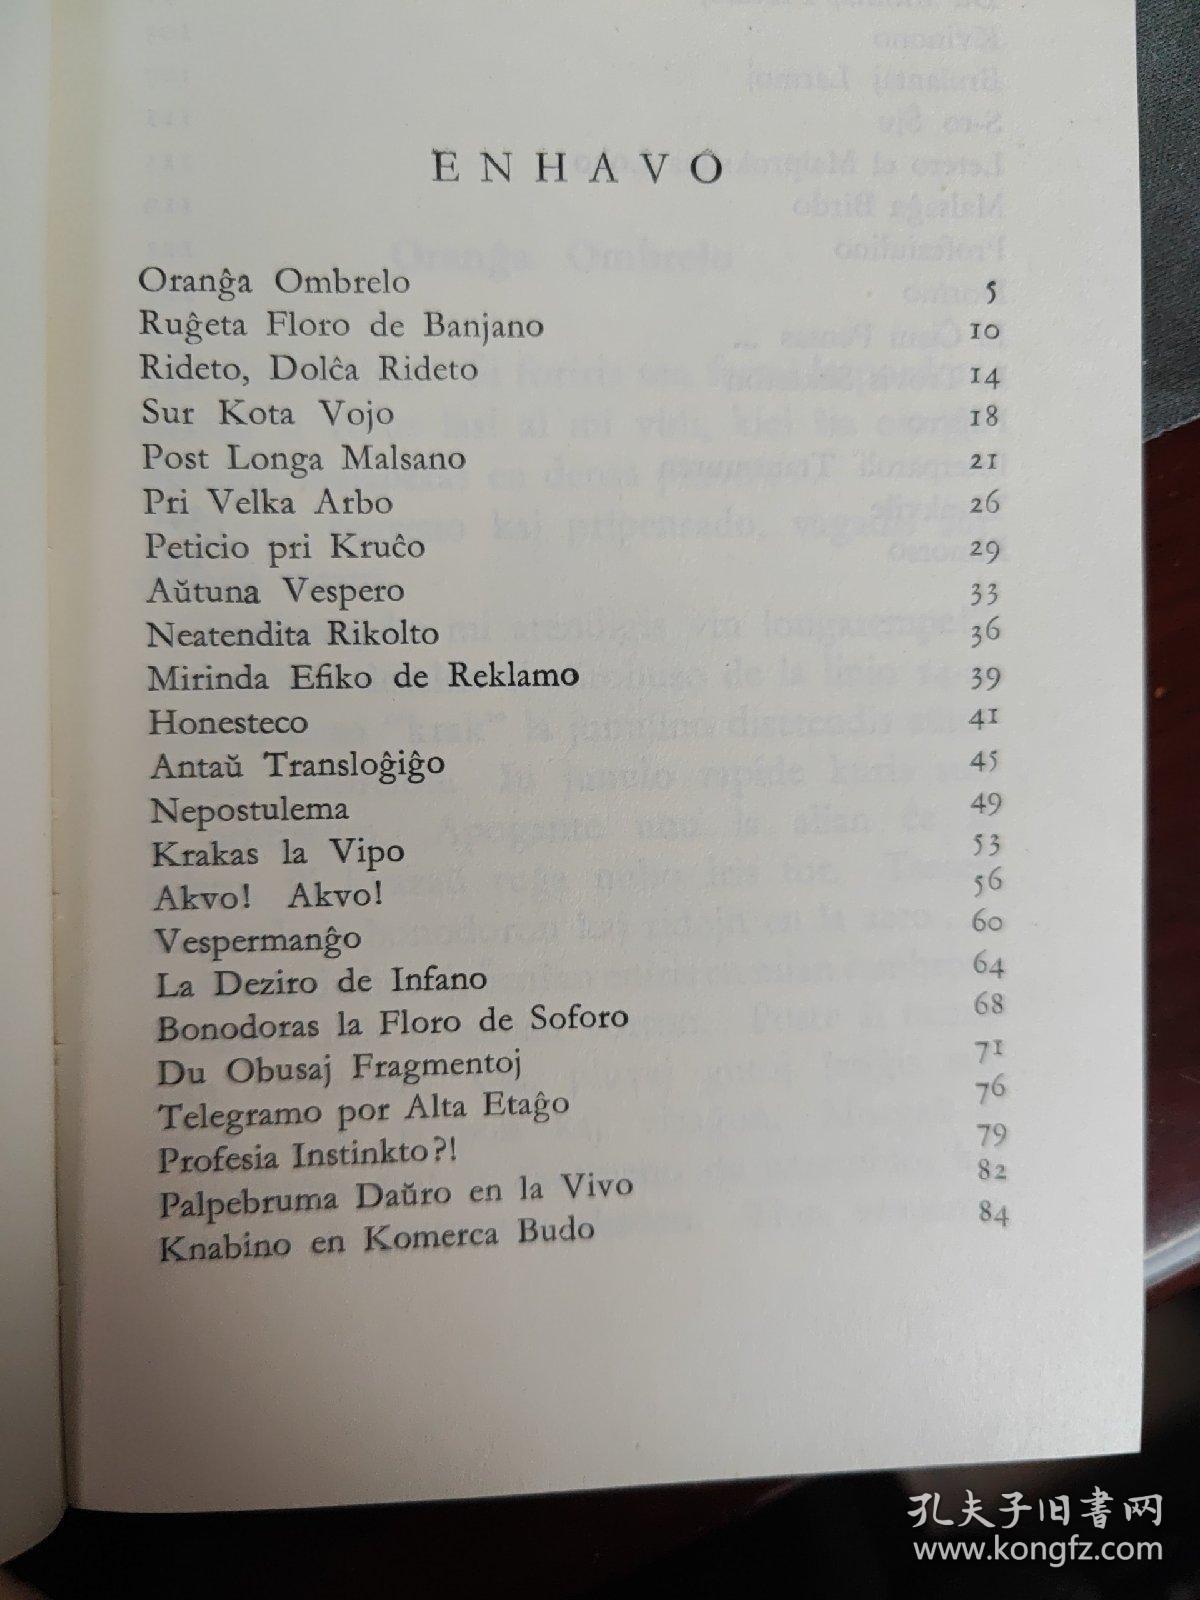 ENHAVO
Oranĝa Ombrelo 5
Ruĝeta Floro de Banjano 10
Rideto, Dolĉa Rideto 14
Sur Kota Vojo 18
Post Longa Malsano 21
Pri Velka Arbo 26
Peticio pri Kruĉo 29
Aŭtuna Vespero 33
Neatendita Rikolto 36
Mirinda Efiko de Reklamo 39
Honesteco 41
Antaŭ Transloĝiĝo 45
Nepostulema 49
Krakas la Vipo 53
Akvo! Akvo! 56
Vespermanĝo 60
La Deziro de Infano 64
Bonodoras la Floro de Soforo 68
Du Obusaj Fragmentoj 71
Telegramo por Alta Etaĝo 76
Profesia Instinkto?! 79
Palpebruma Daŭro en la Vivo 82
Knabino en Komerca Budo 84
孔夫子旧書网
www.kongfz.com